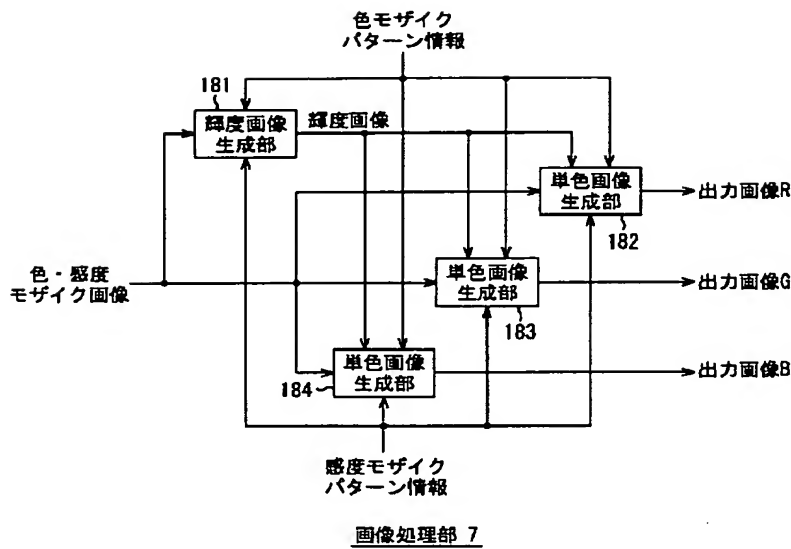 色モザイク
パターン情報
181
輝度画像
生成部
輝度画像
単色画像
生成部
182
出力画像R
色・感度
モザイク画像
単色画像
生成部
183
出力画像G
単色画像
生成部
184
出力画像B
感度モザイク
パターン情報
画像処理部 7